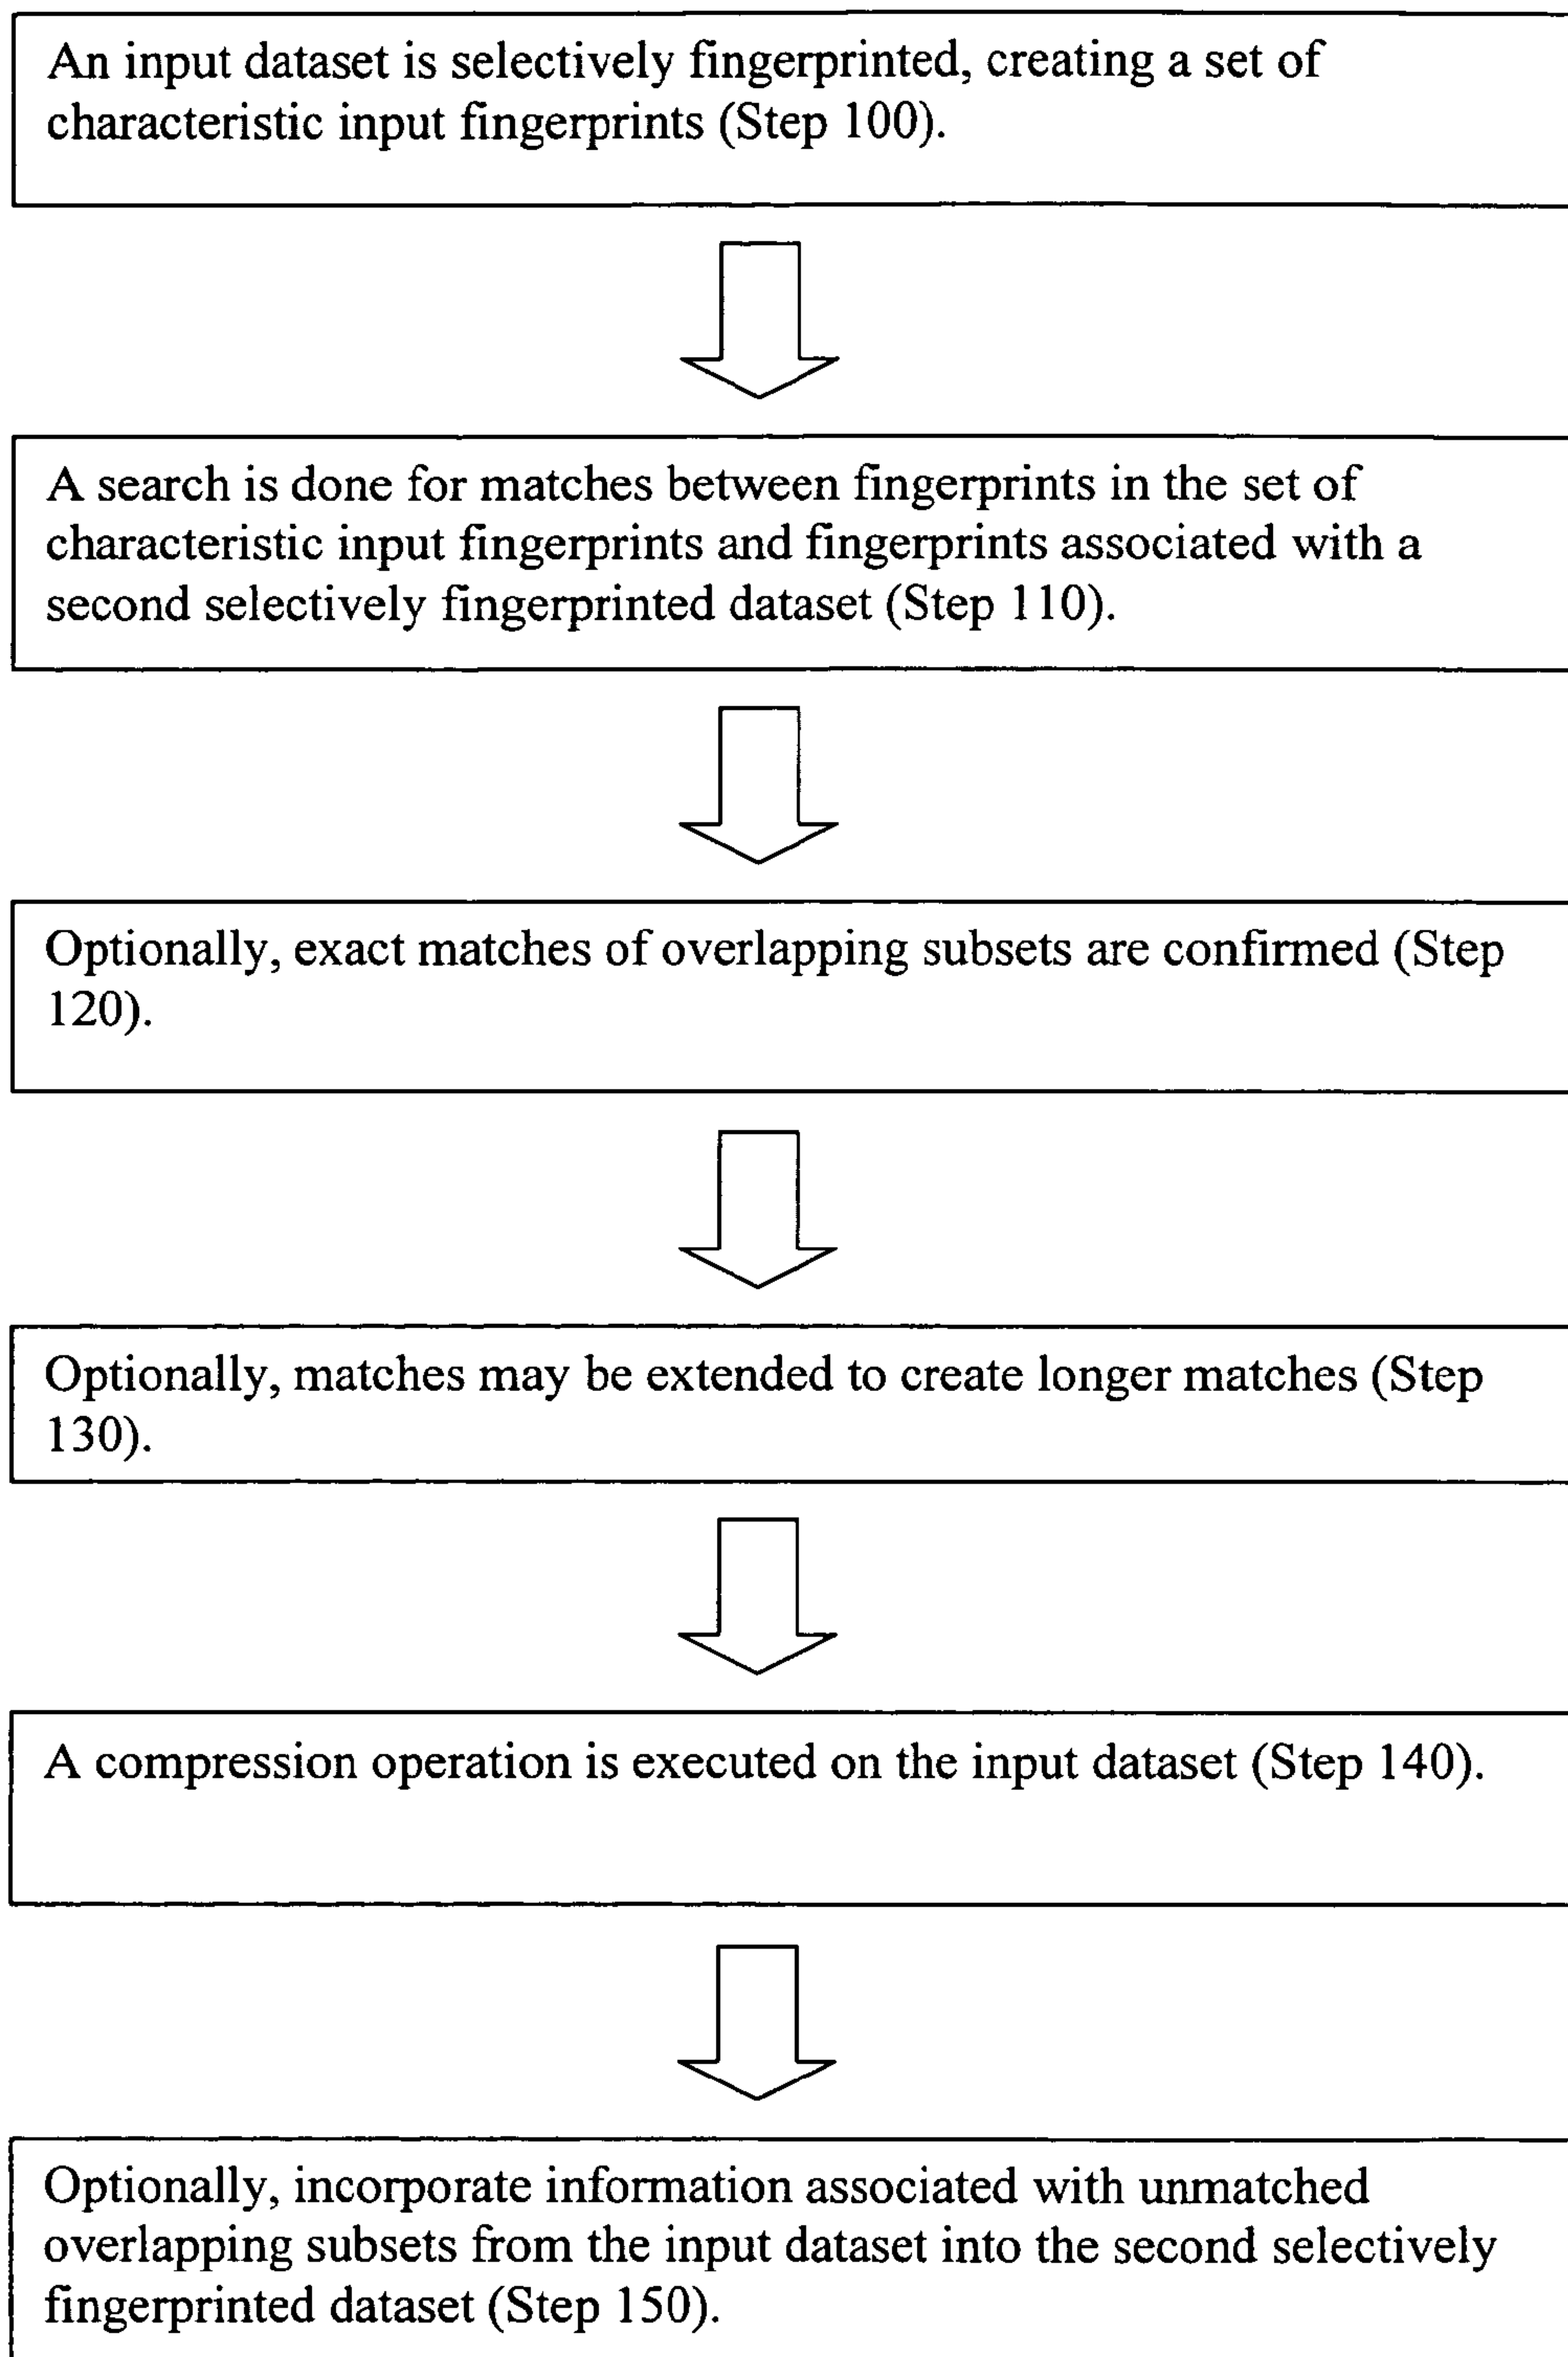 An input dataset is selectively fingerprinted, creating a set of
characteristic input fingerprints (Step 100).
A search is done for matches between fingerprints in the set of
characteristic input fingerprints and fingerprints associated with a
second selectively fingerprinted dataset (Step 110).
Optionally, exact matches of overlapping subsets are confirmed (Step
120).
Optionally, matches may be extended to create longer matches (Step
130).
A compression operation is executed on the input dataset (Step 140).
Optionally, incorporate information associated with unmatched
overlapping subsets from the input dataset into the second selectively
fingerprinted dataset (Step 150).